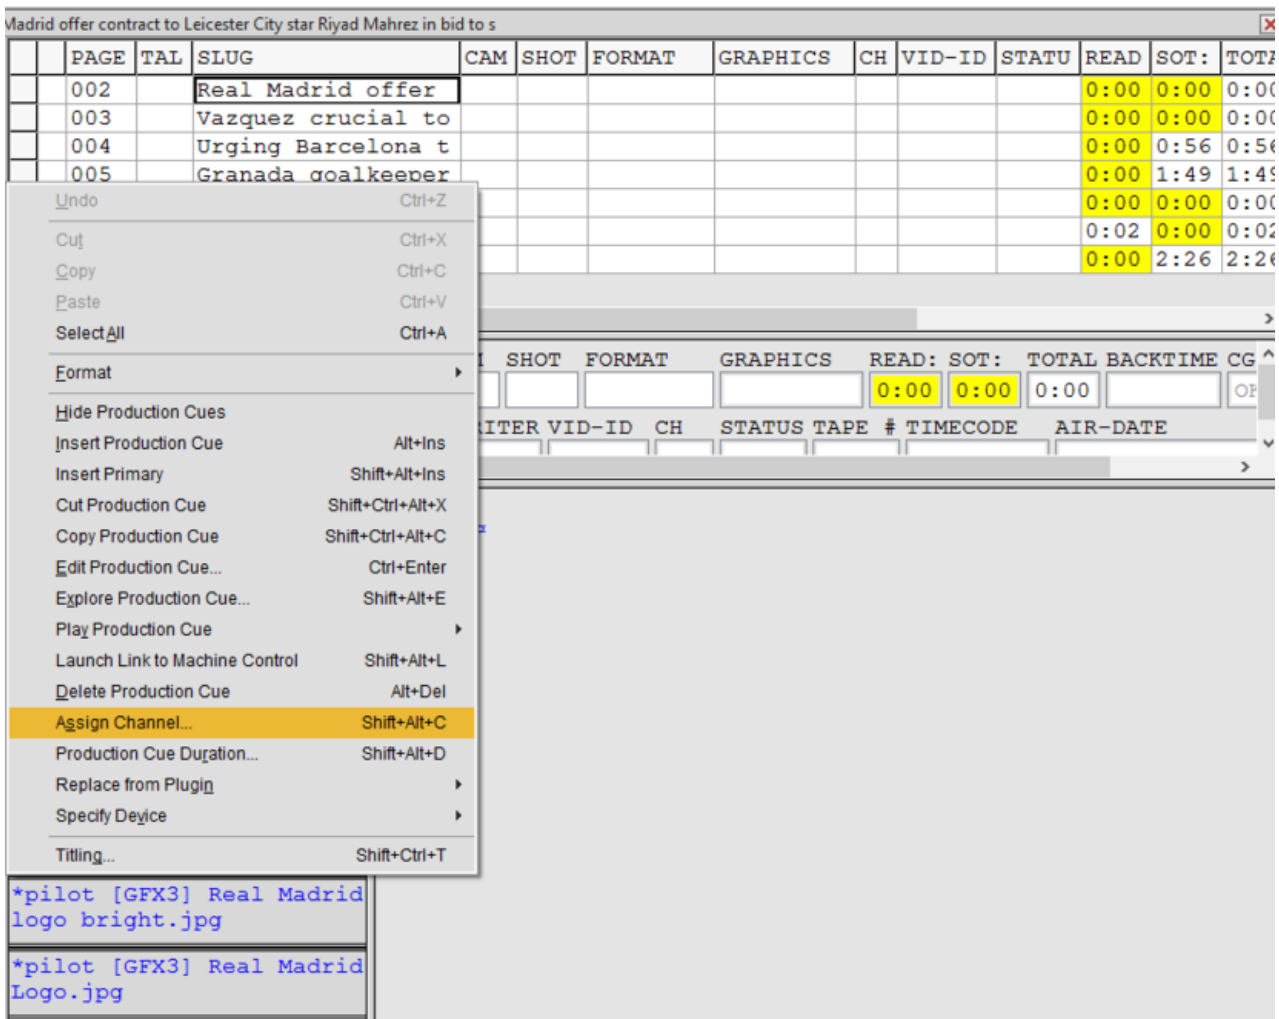 Madrid offer contract to Leicester City star Riyad Mahrez in bid to s
PAGE TAL SLUG CAM SHOT FORMAT GRAPHICS CH VID-ID STATU READ SOT: TOTA
002 Real Madrid offer 0:00 0:00 0:00
003 Vazquez crucial to 0:00 0:00 0:00
004 Urging Barcelona t 0:00 0:56 0:56
005 Granada goalkeeper 0:00 1:49 1:49
0:00 0:00 0:00
0:02 0:00 0:02
0:00 2:26 2:26
Undo Ctrl+Z
Cut Ctrl+X
Copy Ctrl+C
Paste Ctrl+V
Select All Ctrl+A
Format
Hide Production Cues
Insert Production Cue Alt+Ins
Insert Primary Shift+Alt+Ins
Cut Production Cue Shift+Ctrl+Alt+X
Copy Production Cue Shift+Ctrl+Alt+C
Edit Production Cue... Ctrl+Enter
Explore Production Cue... Shift+Alt+E
Play Production Cue
Launch Link to Machine Control Shift+Alt+L
Delete Production Cue Alt+Del
Assign Channel... Shift+Alt+C
Production Cue Duration... Shift+Alt+D
Replace from Plugin
Specify Device
Titling... Shift+Ctrl+T
SHOT FORMAT GRAPHICS READ: SOT: TOTAL BACKTIME CG
0:00 0:00 0:00
RITER VID-ID CH STATUS TAPE # TIMECODE AIR-DATE
*pilot [GFX3] Real Madrid
logo bright.jpg
*pilot [GFX3] Real Madrid
Logo.jpg